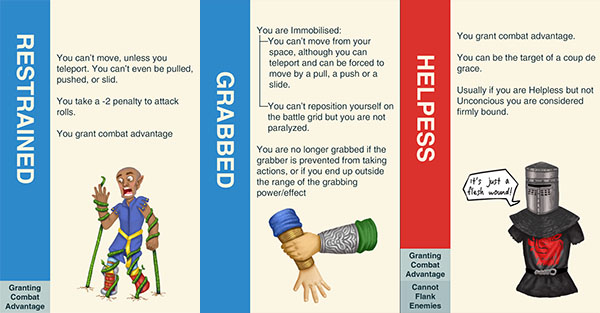 RESTRAINED
You can't move, unless you
teleport. You can't even be pulled,
pushed, or slid.
You take a -2 penalty to attack
rolls.
You grant combat advantage
Granting
Combat
Advantage
GRABBED
You are Immobilised:
You can't move from your
space, although you can
teleport and can be forced to
move by a pull, a push or a
slide.
You can't reposition yourself on
the battle grid but you are not
paralyzed.
You are no longer grabbed if the
grabber is prevented from taking
actions, or if you end up outside
the range of the grabbing
power/effect
HELPESS
You grant combat advantage.
You can be the target of a coup de
grace.
Usually if you are Helpless but not
Unconcious you are considered
firmly bound.
it's just a
flesh wound!
Granting
Combat
Advantage
Cannot
Flank
Enemies